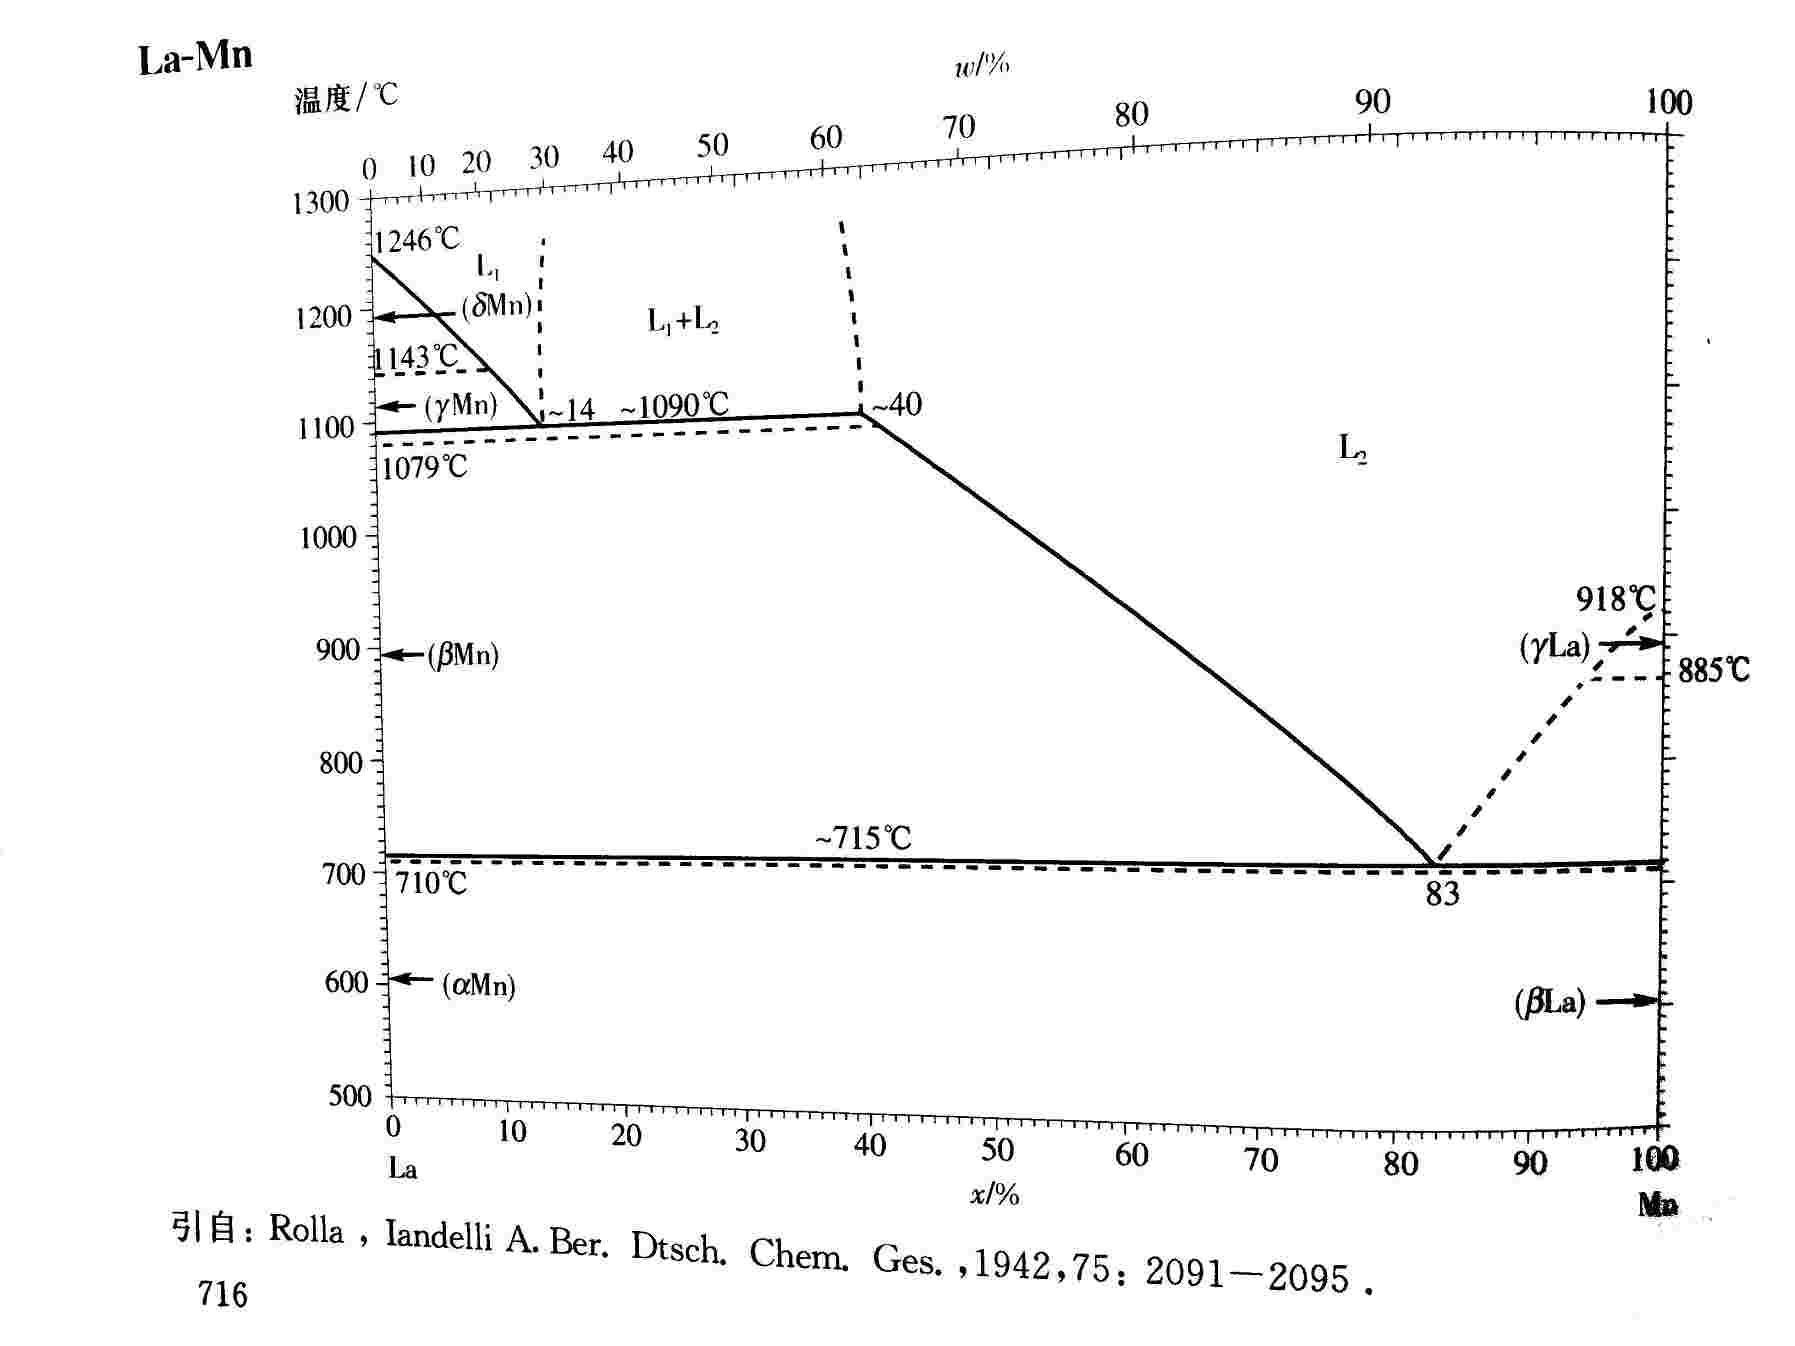 La-Mn
w/%
温度/℃
0 10 20 30 40 50 60 70 80 90 100
1300
1246℃
L₁
1200
(δMn)
L₁+L₂
1143℃
(γMn)
1100
~14 ~1090℃ ~40
L₂
1079℃
1000
918℃
900
(βMn)
(γLa)
885℃
800
~715℃
700
710℃
83
600
(αMn)
(βLa)
500
0 10 20 30 40 50 60 70 80 90 100
La
x/%
Mn
引自: Rolla , Iandelli A. Ber. Dtsch. Chem. Ges. ,1942,75: 2091—2095 .
716